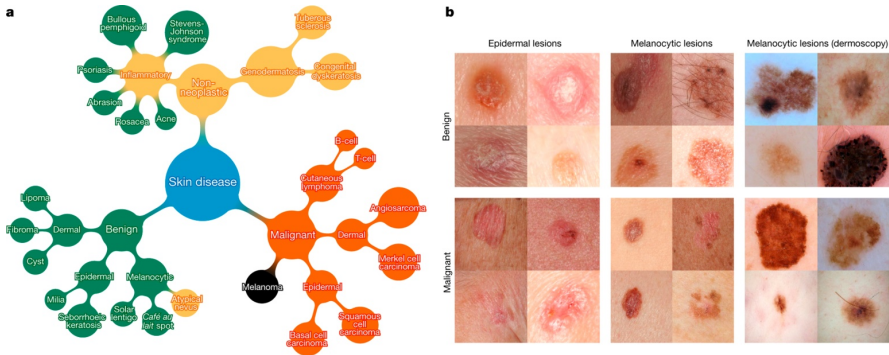 a
Bullous
pemphigoid
Stevens-
Johnson
syndrome
Psoriasis
Inflammatory
Abrasion
Rosacea
Acne
Non-
neoplastic
Genodermatosis
Tuberous
sclerosis
Congenital
dyskeratosis
Skin disease
B-cell
T-cell
Cutaneous
lymphoma
Angiosarcoma
Malignant
Dermal
Merkel cell
carcinoma
Melanoma
Epidermal
Squamous
cell
carcinoma
Basal cell
carcinoma
Lipoma
Fibroma
Dermal
Benign
Cyst
Epidermal
Melanocytic
Milia
Seborrhoeic
keratosis
Solar
lentigo
Café au
lait spot
Atypical
nevus
b
Epidermal lesions
Melanocytic lesions
Melanocytic lesions (dermoscopy)
Benign
Malignant